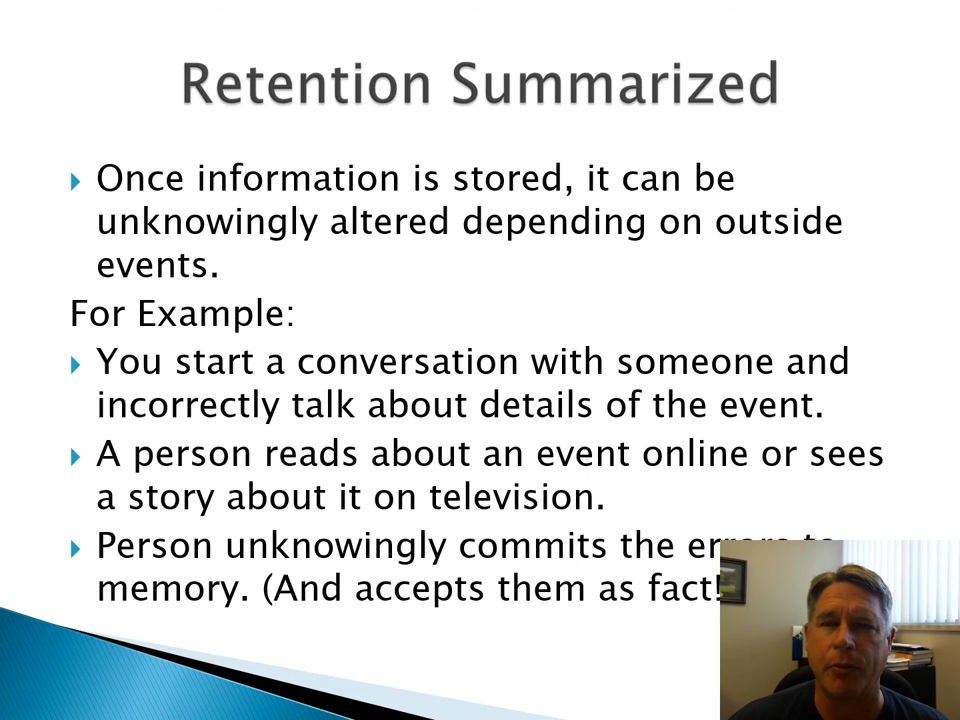 Retention Summarized
Once information is stored, it can be
unknowingly altered depending on outside
events.
For Example:
You start a conversation with someone and
incorrectly talk about details of the event.
A person reads about an event online or sees
a story about it on television.
Person unknowingly commits the errors to
memory. (And accepts them as fact!